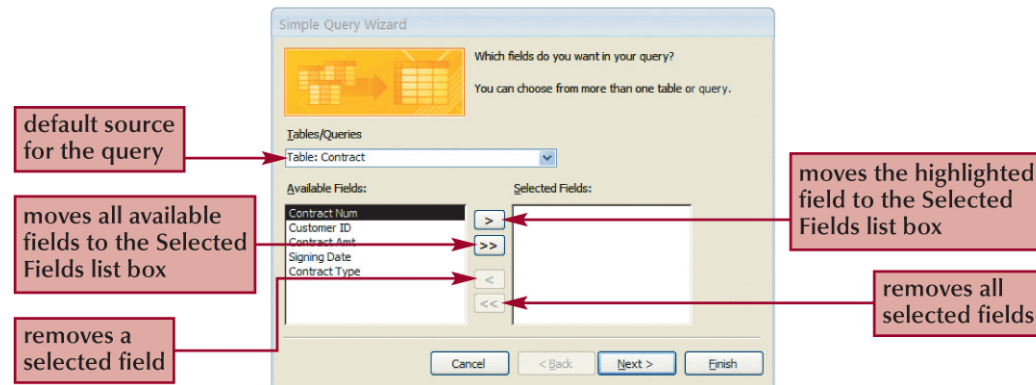 Simple Query Wizard
Which fields do you want in your query?
You can choose from more than one table or query.
default source
for the query
Tables/Queries
Table: Contract
Available Fields:
Selected Fields:
moves all available
fields to the Selected
Fields list box
Contract Num
Customer ID
Contract Amt
Signing Date
Contract Type
>
>>
<
<<
moves the highlighted
field to the Selected
Fields list box
removes a
selected field
removes all
selected fields
Cancel
< Back
Next >
Finish